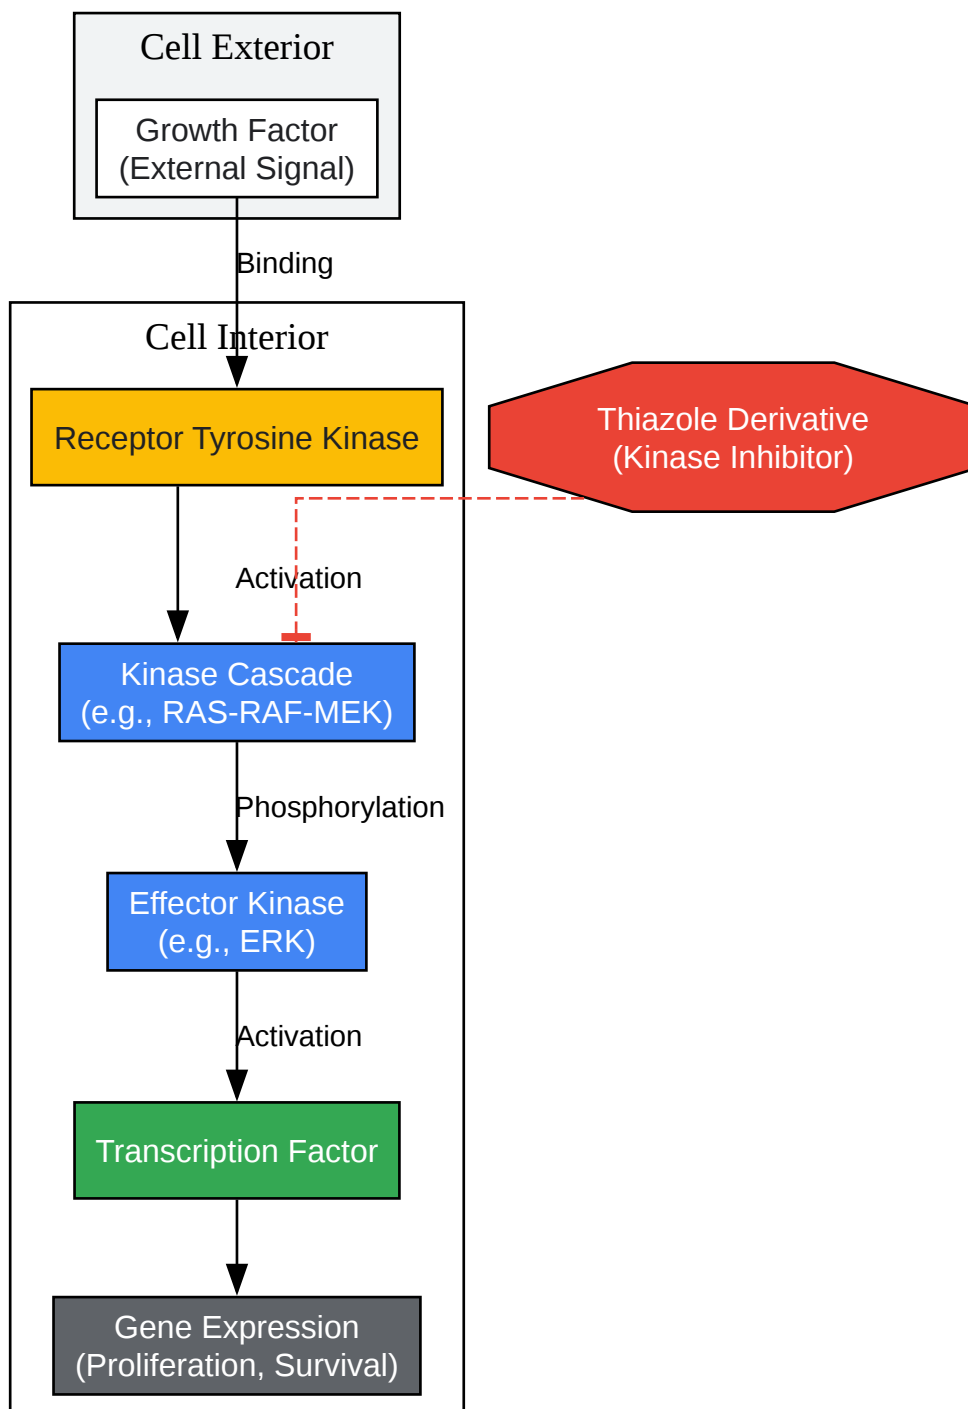 Cell Exterior
Growth Factor
(External Signal)
Binding
Cell Interior
Receptor Tyrosine Kinase
Thiazole Derivative
(Kinase Inhibitor)
Activation
Kinase Cascade
(e.g., RAS-RAF-MEK)
Phosphorylation
Effector Kinase
(e.g., ERK)
Activation
Transcription Factor
Gene Expression
(Proliferation, Survival)